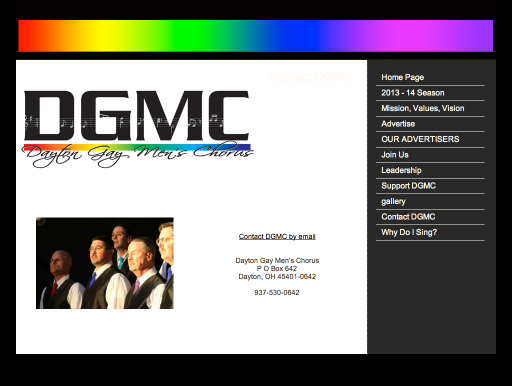 Contact DGMC
DGMC
Dayton Gay Men's Chorus
Contact DGMC by email
Dayton Gay Men's Chorus
P O Box 642
Dayton, OH 45401-0642
937-530-0642
Home Page
2013 - 14 Season
Mission, Values, Vision
Advertise
OUR ADVERTISERS
Join Us
Leadership
Support DGMC
gallery
Contact DGMC
Why Do I Sing?